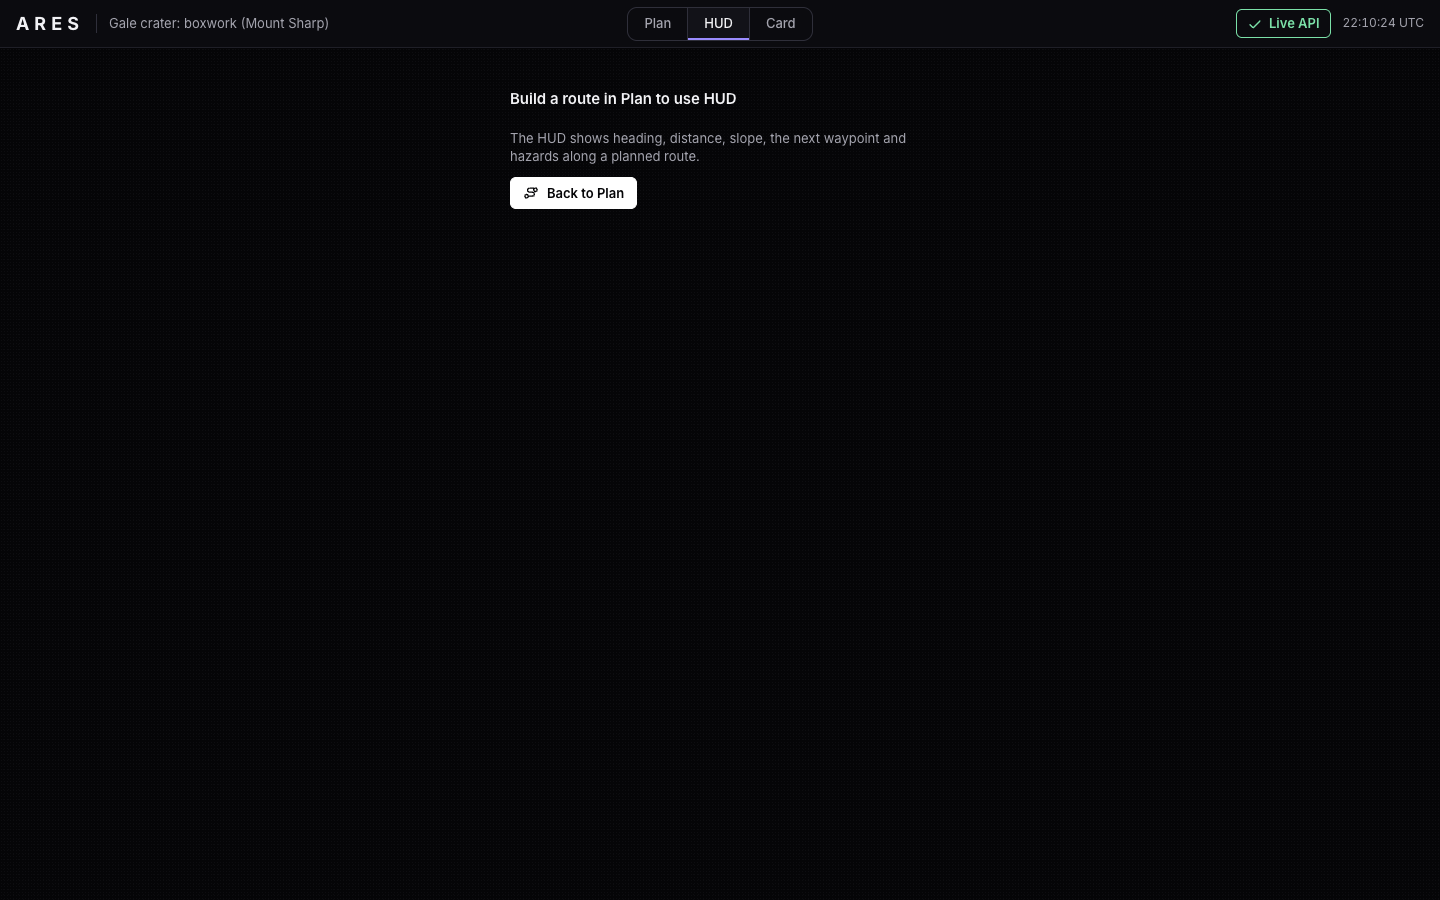 ARES
Gale crater: boxwork (Mount Sharp)
Plan
HUD
Card
Live API
22:10:24 UTC
Build a route in Plan to use HUD
The HUD shows heading, distance, slope, the next waypoint and
hazards along a planned route.
Back to Plan